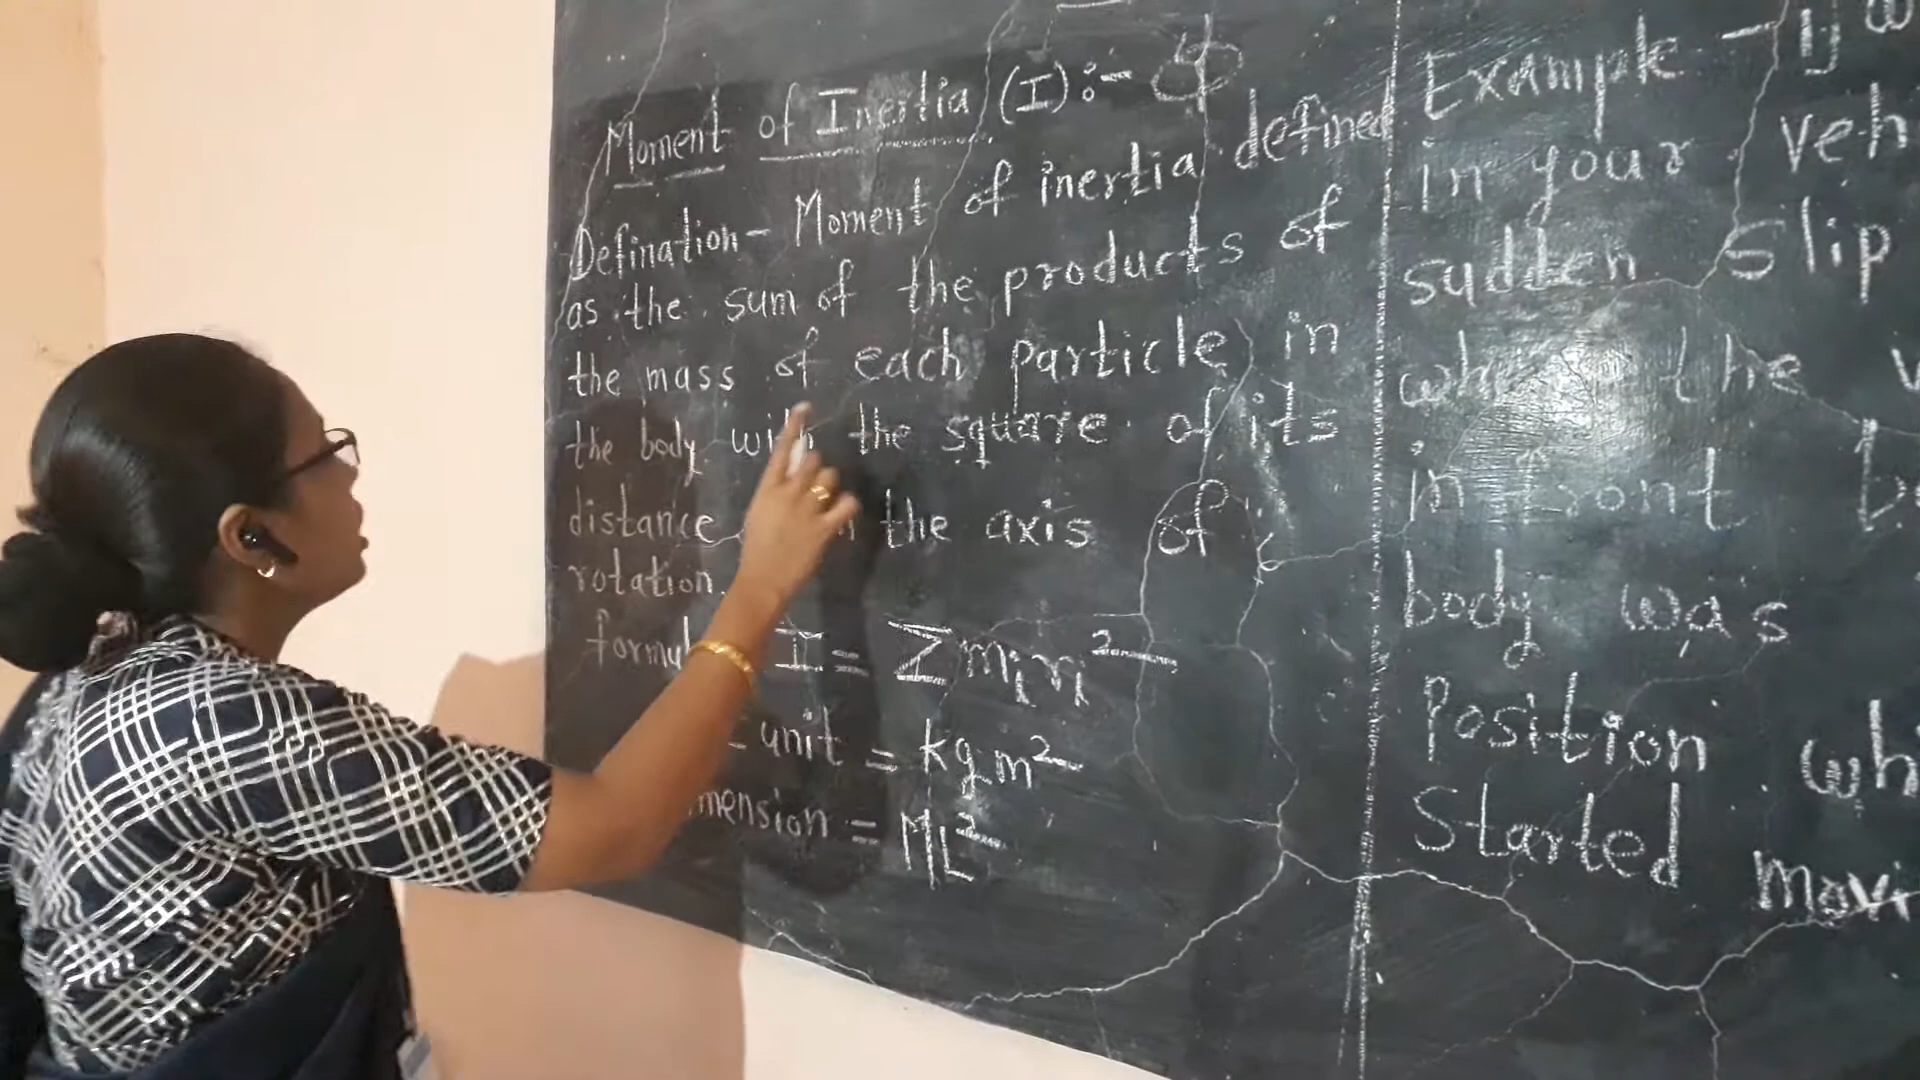 Moment of Inertia (I):-
Defination- Moment of inertia defined
as the sum of the products of
the mass of each particle in
the body with the square of its
distance the axis of
rotation.
I = Σ mᵢrᵢ²
unit = kg m²
= ML²
Example -
in your
sudden slip
the
in
body was
Position
Started